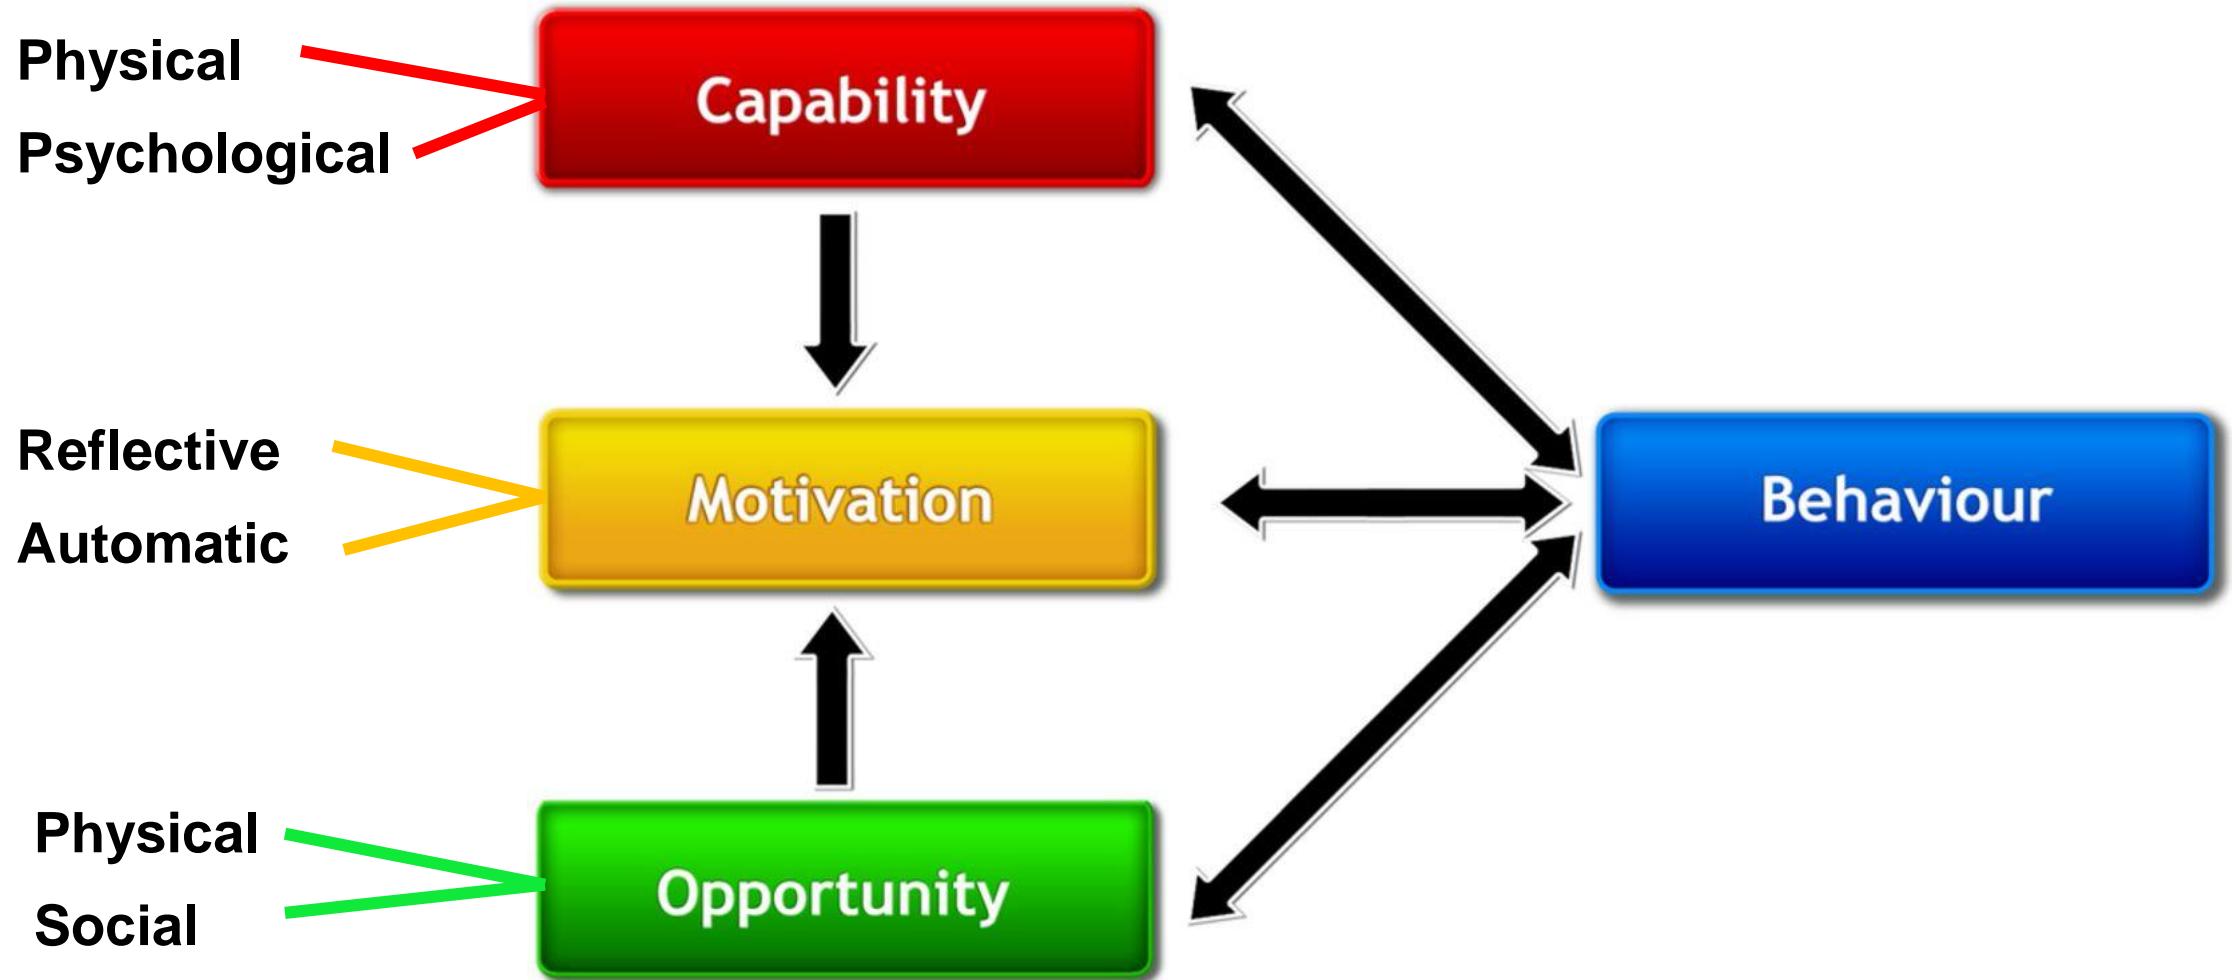 Physical
Psychological
Capability
Reflective
Automatic
Motivation
Behaviour
Physical
Social
Opportunity